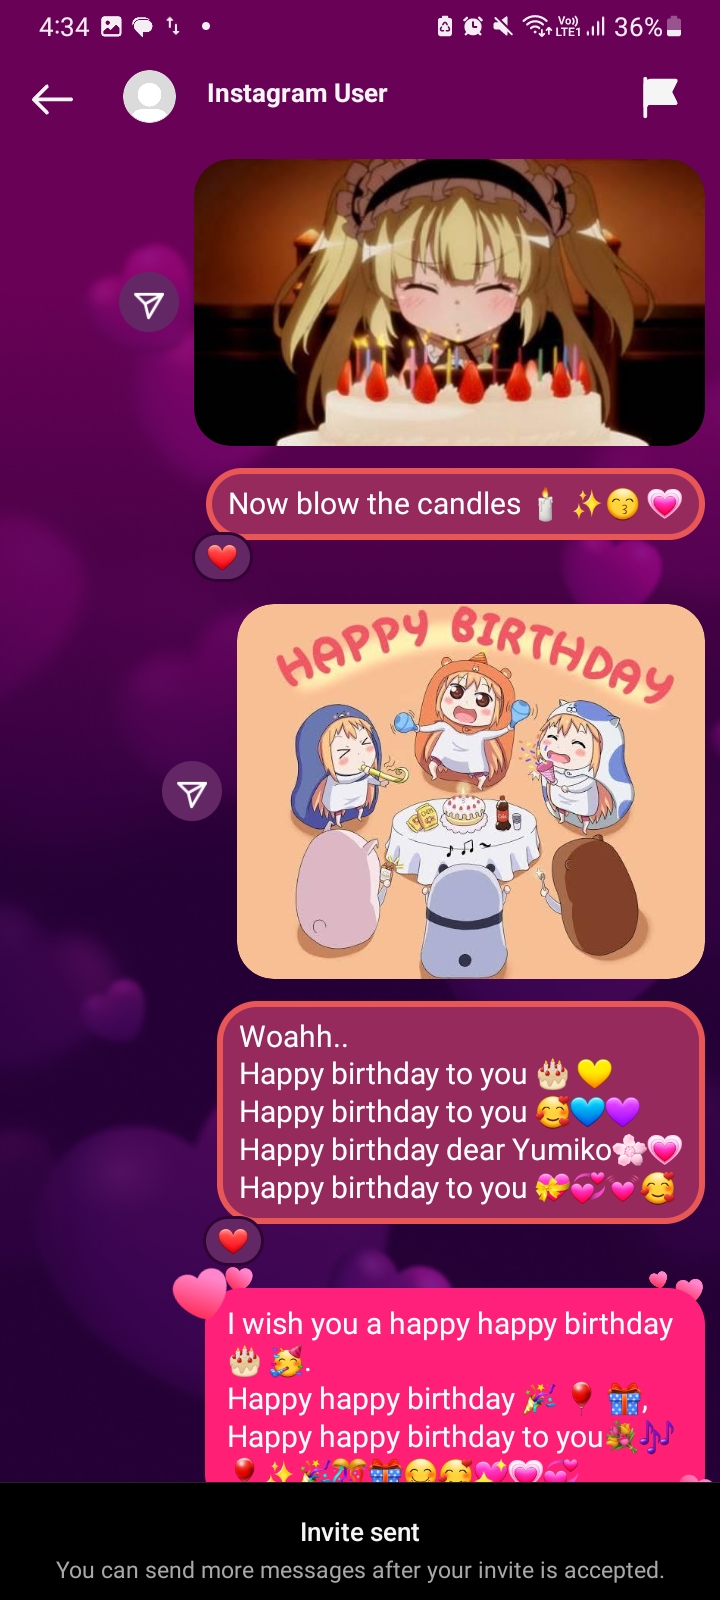 4:34
Vo)) LTE1 36%
Instagram User
Now blow the candles 🕯️ ✨😙💗
❤️
HAPPY BIRTHDAY
Woahh..
Happy birthday to you 🎂 💛
Happy birthday to you 🥰💙💜
Happy birthday dear Yumiko🌸💗
Happy birthday to you 💝💞💓🥰
❤️
I wish you a happy happy birthday
🎂 🥳.
Happy happy birthday 🎉 🎈 🎁,
Happy happy birthday to you💐🎶
🎈✨🎉🎊🎁😊🥰💖💗💞
Invite sent
You can send more messages after your invite is accepted.